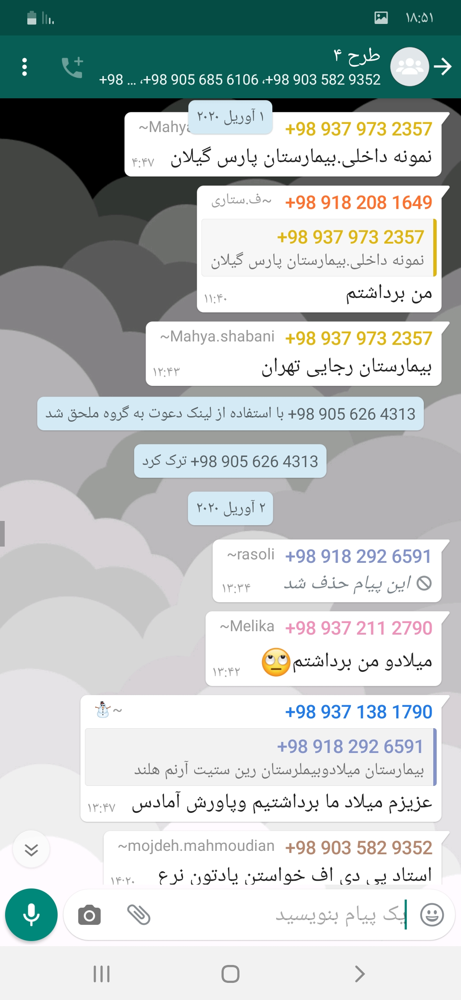 ۱۸:۵۱
طرح ۴
+98 903 582 9352، +98 905 685 6106، +98 ...
۱ آوریل ۲۰۲۰
+98 937 973 2357 ~Mahya
نمونه داخلی.بیمارستان پارس گیلان
۴:۴۷
+98 918 208 1649 ~ف.ستاری
+98 937 973 2357
نمونه داخلی.بیمارستان پارس گیلان
من برداشتم
۱۱:۴۰
+98 937 973 2357 ~Mahya.shabani
بیمارستان رجایی تهران
۱۲:۴۳
+98 905 626 4313 با استفاده از لینک دعوت به گروه ملحق شد
+98 905 626 4313 ترک کرد
۲ آوریل ۲۰۲۰
+98 918 292 6591 ~rasoli
این پیام حذف شد
۱۳:۳۴
+98 937 211 2790 ~Melika
میلادو من برداشتم🙄
۱۳:۴۲
+98 937 138 1790 ~⛄
+98 918 292 6591
بیمارستان میلادوبیملرستان رین ستیت آرنم هلند
عزیزم میلاد ما برداشتیم وپاورش آمادس
۱۳:۴۷
+98 903 582 9352 ~mojdeh.mahmoudian
استاد پی دی اف خواستن یادتون نرع
۱۴:۲۰
یک پیام بنویسید